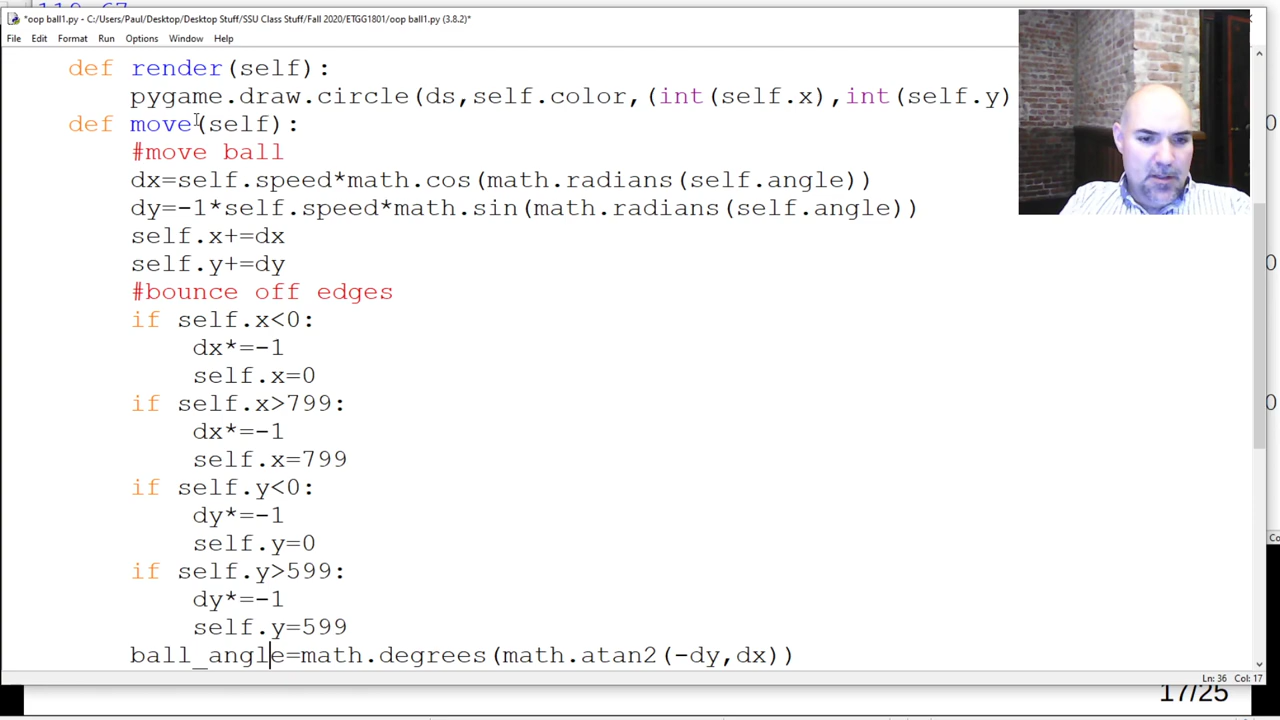 "oop ball1.py - C:/Users/Paul/Desktop/Desktop Stuff/SSU Class Stuff/Fall 2020/ETGG1801/oop ball1.py (3.8.2)*
File Edit Format Run Options Window Help
def render(self):
pygame.draw.circle(ds,self.color,(int(self.x),int(self.y)
def move(self):
#move ball
dx=self.speed*math.cos(math.radians(self.angle))
dy=-1*self.speed*math.sin(math.radians(self.angle))
self.x+=dx
self.y+=dy
#bounce off edges
if self.x<0:
dx*=-1
self.x=0
if self.x>799:
dx*=-1
self.x=799
if self.y<0:
dy*=-1
self.y=0
if self.y>599:
dy*=-1
self.y=599
ball_angle=math.degrees(math.atan2(-dy,dx))
Ln: 36 Col: 17
17/25